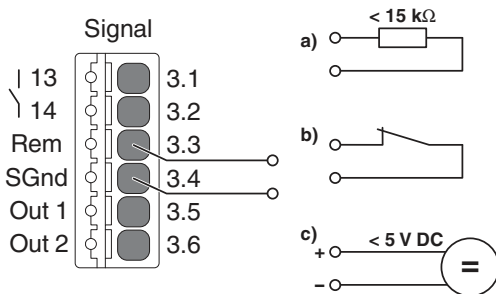 Signal
13 3.1
14 3.2
Rem 3.3
SGnd 3.4
Out 1 3.5
Out 2 3.6
a) < 15 kΩ
b)
c) < 5 V DC
+
–
=